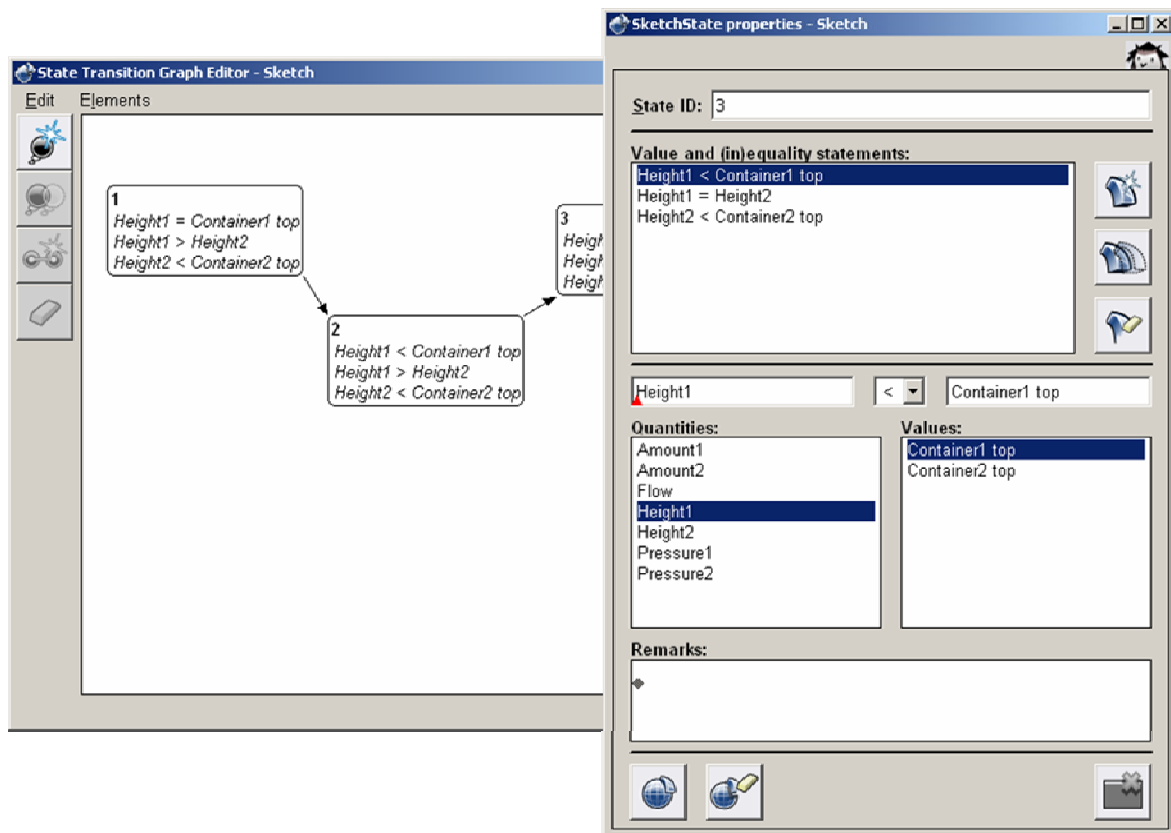 State Transition Graph Editor - Sketch
Edit Elements
1
Height1 = Container1 top
Height1 > Height2
Height2 < Container2 top
2
Height1 < Container1 top
Height1 > Height2
Height2 < Container2 top
3
SketchState properties - Sketch
State ID: 3
Value and (in)equality statements:
Height1 < Container1 top
Height1 = Height2
Height2 < Container2 top
Height1 < Container1 top
Quantities:
Amount1
Amount2
Flow
Height1
Height2
Pressure1
Pressure2
Values:
Container1 top
Container2 top
Remarks: